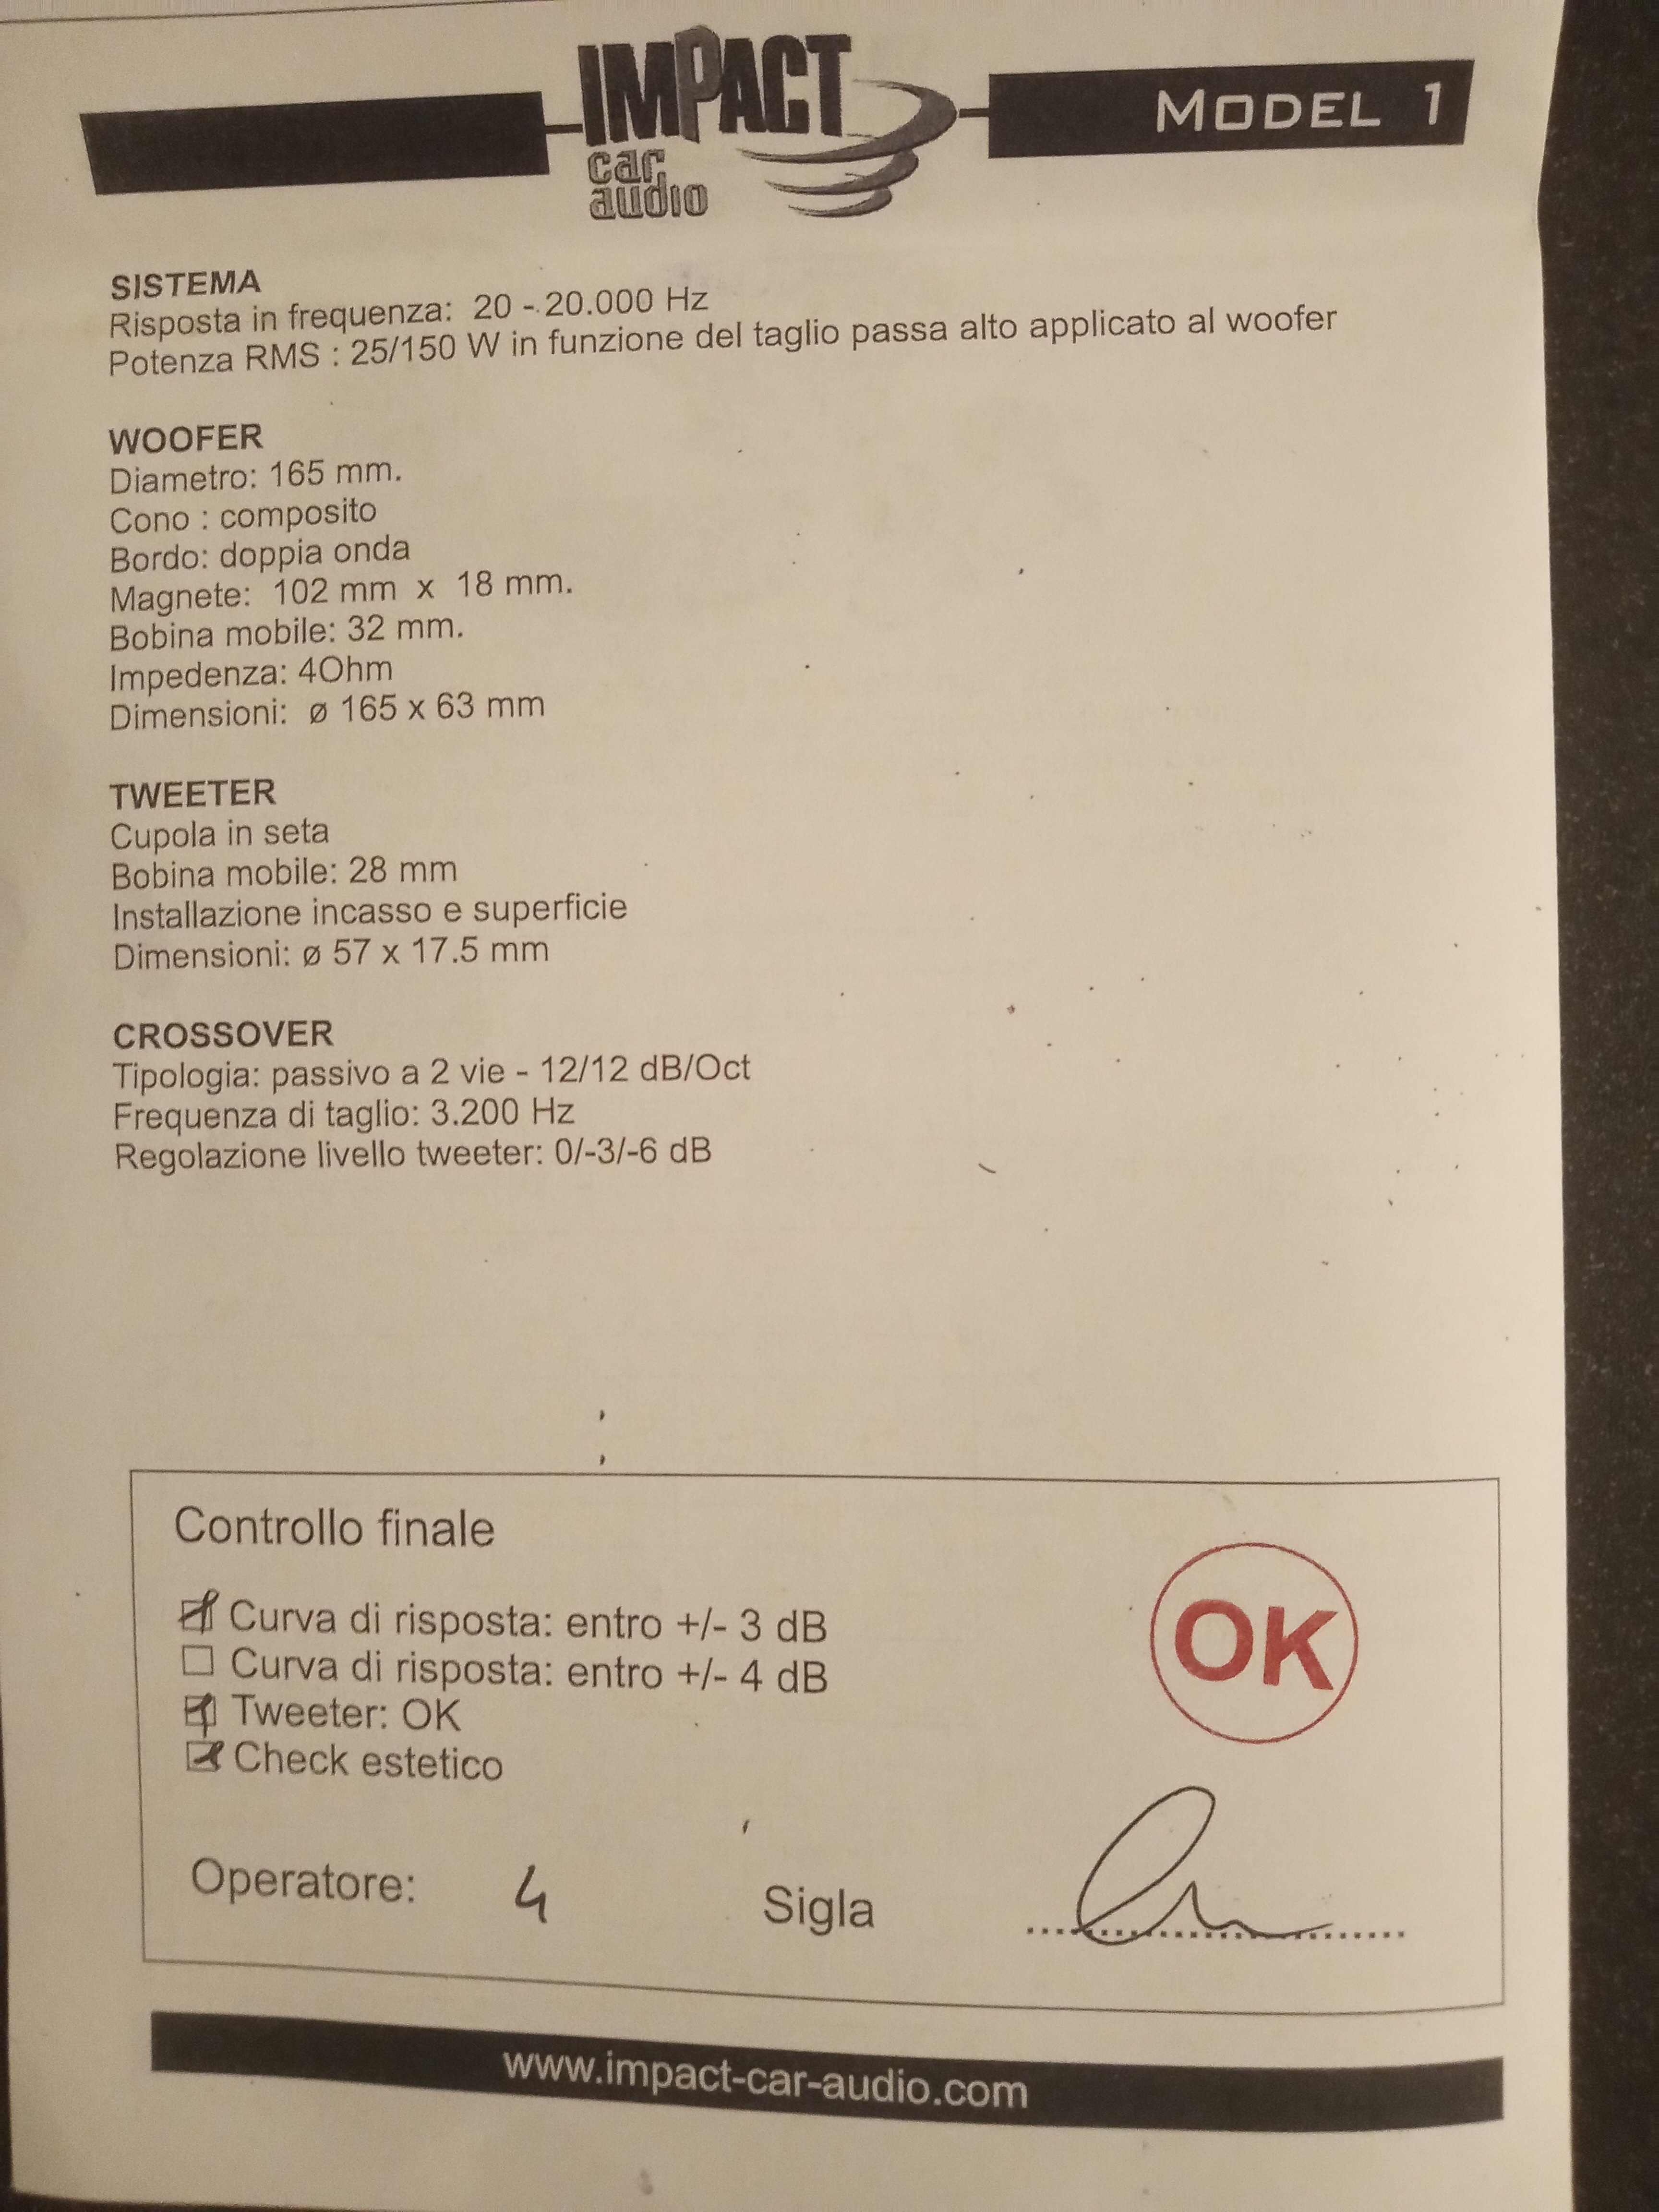 IMPACT
car
audio
MODEL 1
SISTEMA
Risposta in frequenza: 20 - 20.000 Hz
Potenza RMS : 25/150 W in funzione del taglio passa alto applicato al woofer
WOOFER
Diametro: 165 mm.
Cono : composito
Bordo: doppia onda
Magnete: 102 mm x 18 mm.
Bobina mobile: 32 mm.
Impedenza: 4Ohm
Dimensioni: ø 165 x 63 mm
TWEETER
Cupola in seta
Bobina mobile: 28 mm
Installazione incasso e superficie
Dimensioni: ø 57 x 17.5 mm
CROSSOVER
Tipologia: passivo a 2 vie - 12/12 dB/Oct
Frequenza di taglio: 3.200 Hz
Regolazione livello tweeter: 0/-3/-6 dB
Controllo finale
Curva di risposta: entro +/- 3 dB
Curva di risposta: entro +/- 4 dB
Tweeter: OK
Check estetico
OK
Operatore: 4 Sigla
www.impact-car-audio.com